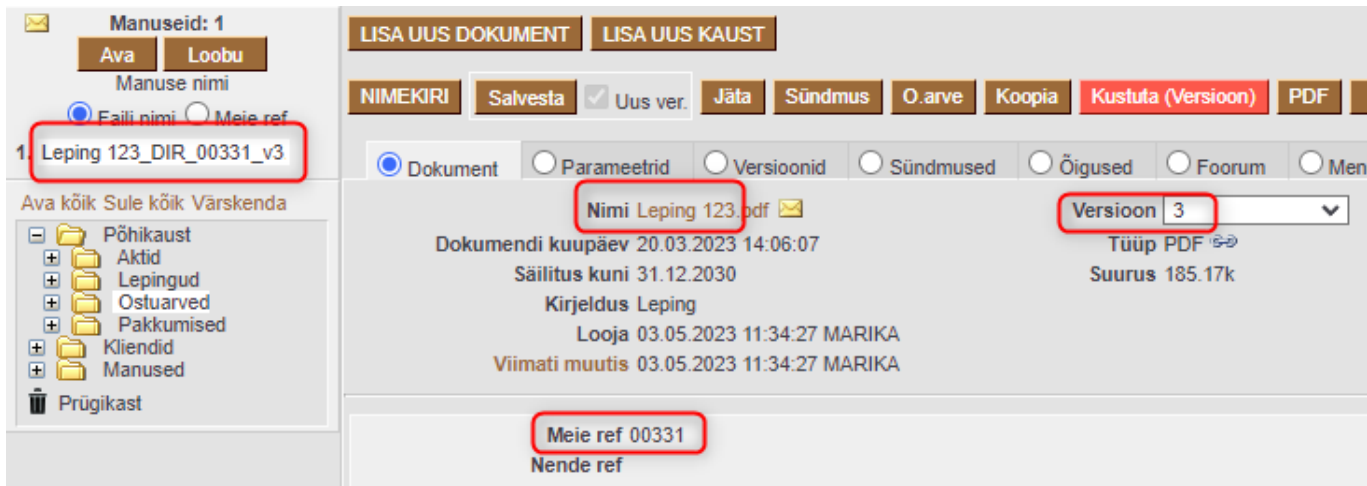 Manuseid: 1
Ava Loobu
Manuse nimi
Faili nimi Meie ref
1. Leping 123_DIR_00331_v3
Ava kõik Sule kõik Värskenda
Põhikaust
Aktid
Lepingud
Ostuarved
Pakkumised
Kliendid
Manused
Prügikast
LISA UUS DOKUMENT LISA UUS KAUST
NIMEKIRI Salvesta Uus ver. Jäta Sündmus O.arve Koopia Kustuta (Versioon) PDF
Dokument Parameetrid Versioonid Sündmused Õigused Foorum Men
Nimi Leping 123.pdf Versioon 3
Dokumendi kuupäev 20.03.2023 14:06:07 Tüüp PDF
Säilitus kuni 31.12.2030 Suurus 185.17k
Kirjeldus Leping
Looja 03.05.2023 11:34:27 MARIKA
Viimati muutis 03.05.2023 11:34:27 MARIKA
Meie ref 00331
Nende ref